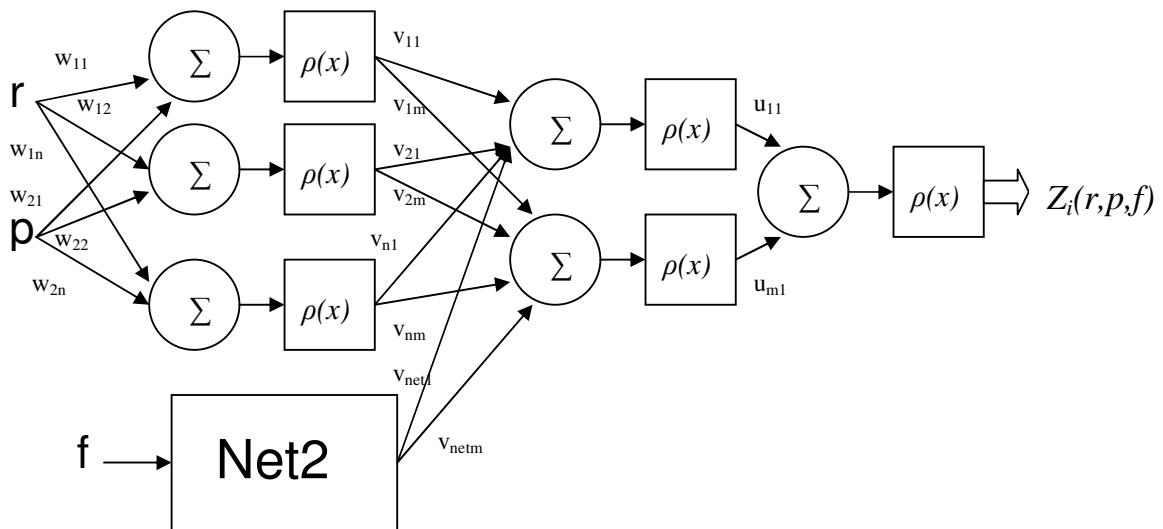 w₁₁
∑
ρ(x)
v₁₁
r
w₁₂
v₁ₘ
∑
ρ(x)
u₁₁
w₁ₙ
∑
ρ(x)
v₂₁
v₂ₘ
w₂₁
p
w₂₂
∑
ρ(x)
Zᵢ(r,p,f)
vₙ₁
∑
ρ(x)
w₂ₙ
∑
ρ(x)
uₘ₁
vₙₘ
vₙₑₜ₁
f
Net2
vₙₑₜₘ